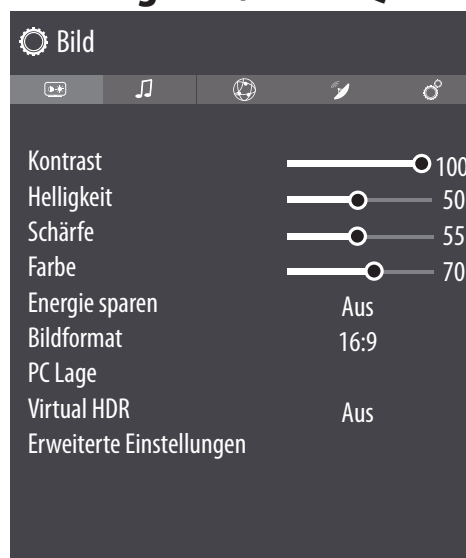 Bild
Kontrast 100
Helligkeit 50
Schärfe 55
Farbe 70
Energie sparen Aus
Bildformat 16:9
PC Lage
Virtual HDR Aus
Erweiterte Einstellungen